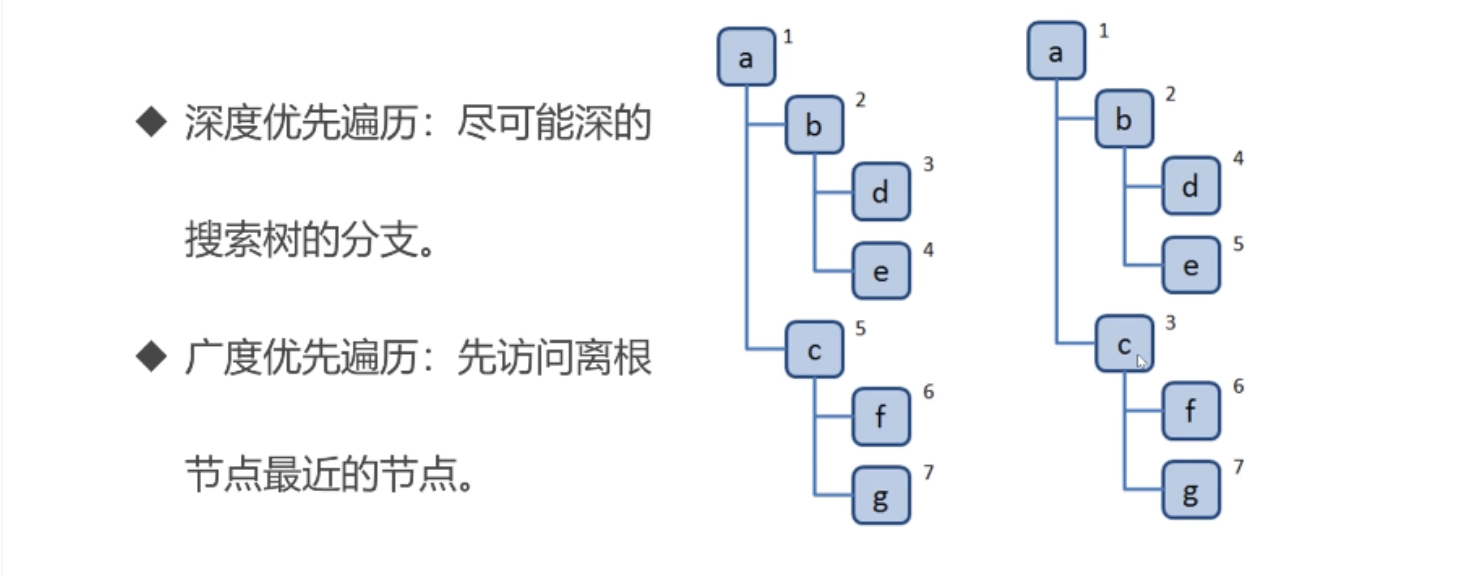 ◆ 深度优先遍历：尽可能深的
搜索树的分支。
◆ 广度优先遍历：先访问离根
节点最近的节点。
a 1
b 2
d 3
e 4
c 5
f 6
g 7
a 1
b 2
d 4
e 5
c 3
f 6
g 7